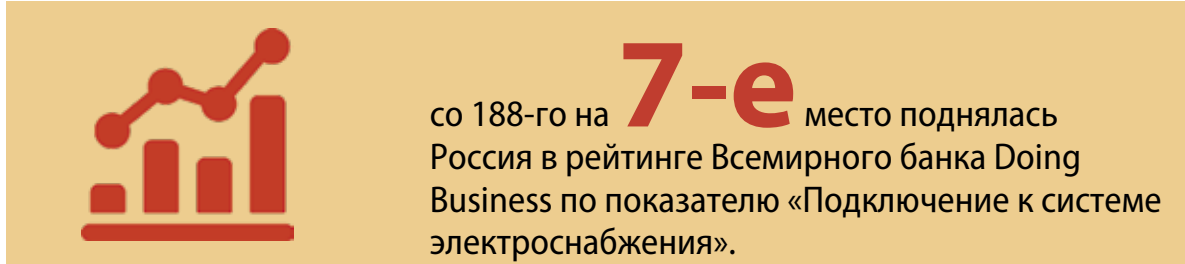 со 188-го на 7-е место поднялась
Россия в рейтинге Всемирного банка Doing
Business по показателю «Подключение к системе
электроснабжения».